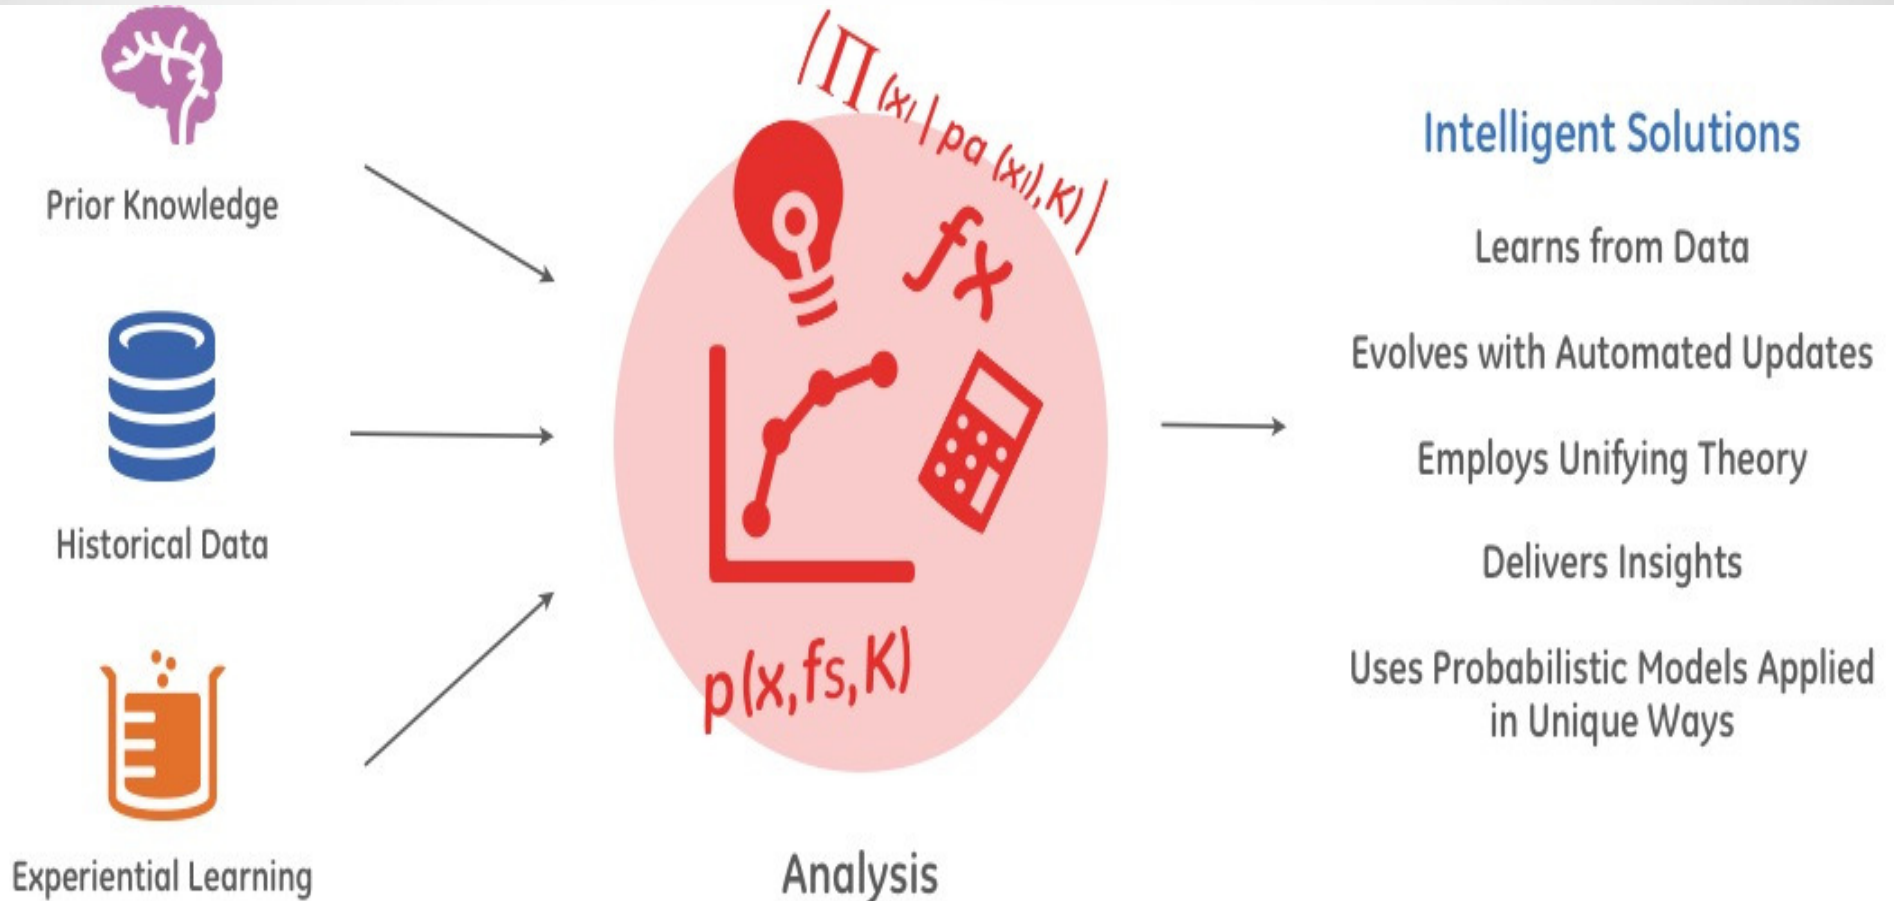 Prior Knowledge
Historical Data
Experiential Learning
|∏ (xᵢ | pa (xᵢ), K) |
fx
p(x,fs,K)
Analysis
Intelligent Solutions
Learns from Data
Evolves with Automated Updates
Employs Unifying Theory
Delivers Insights
Uses Probabilistic Models Applied
in Unique Ways